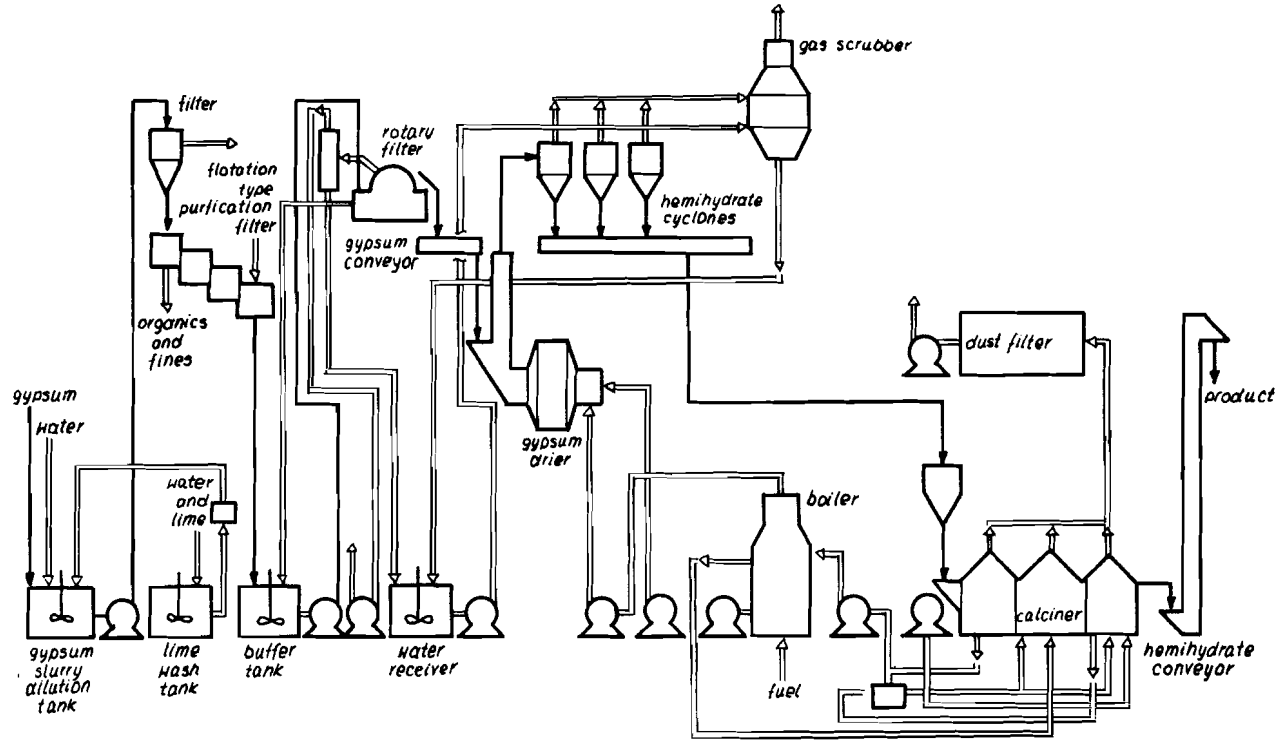 gas scrubber
filter
rotary
filter
flotation
type
purfication
filter
hemihydrate
cyclones
gypsum
conveyor
organics
and
fines
dust filter
product
gypsum
water
gypsum
drier
water
and
lime
boiler
calciner
gypsum
slurry
dilution
tank
lime
wash
tank
buffer
tank
water
receiver
fuel
hemihydrate
conveyor